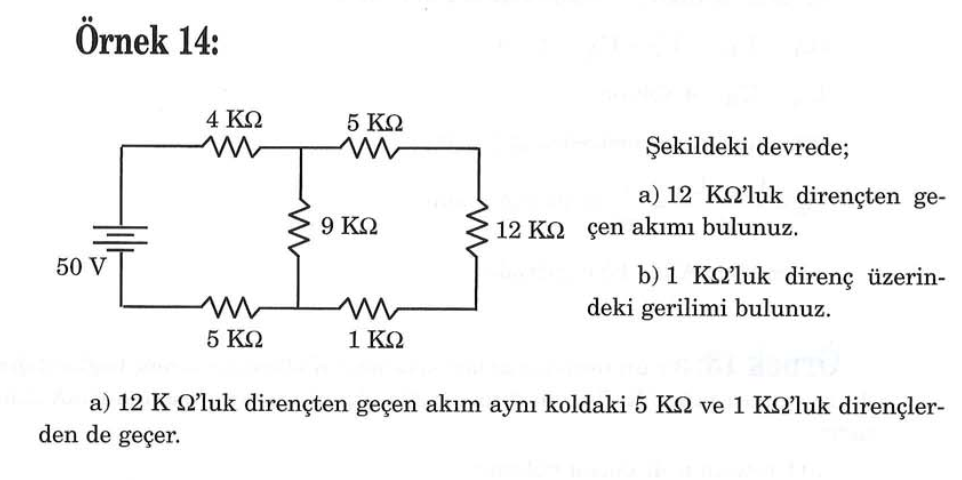 Örnek 14:
4 KΩ
5 KΩ
9 KΩ
12 KΩ
50 V
5 KΩ
1 KΩ
Şekildeki devrede;
a) 12 KΩ’luk dirençten ge-
çen akımı bulunuz.
b) 1 KΩ’luk direnç üzerin-
deki gerilimi bulunuz.
a) 12 K Ω’luk dirençten geçen akım aynı koldaki 5 KΩ ve 1 KΩ’luk dirençler-
den de geçer.